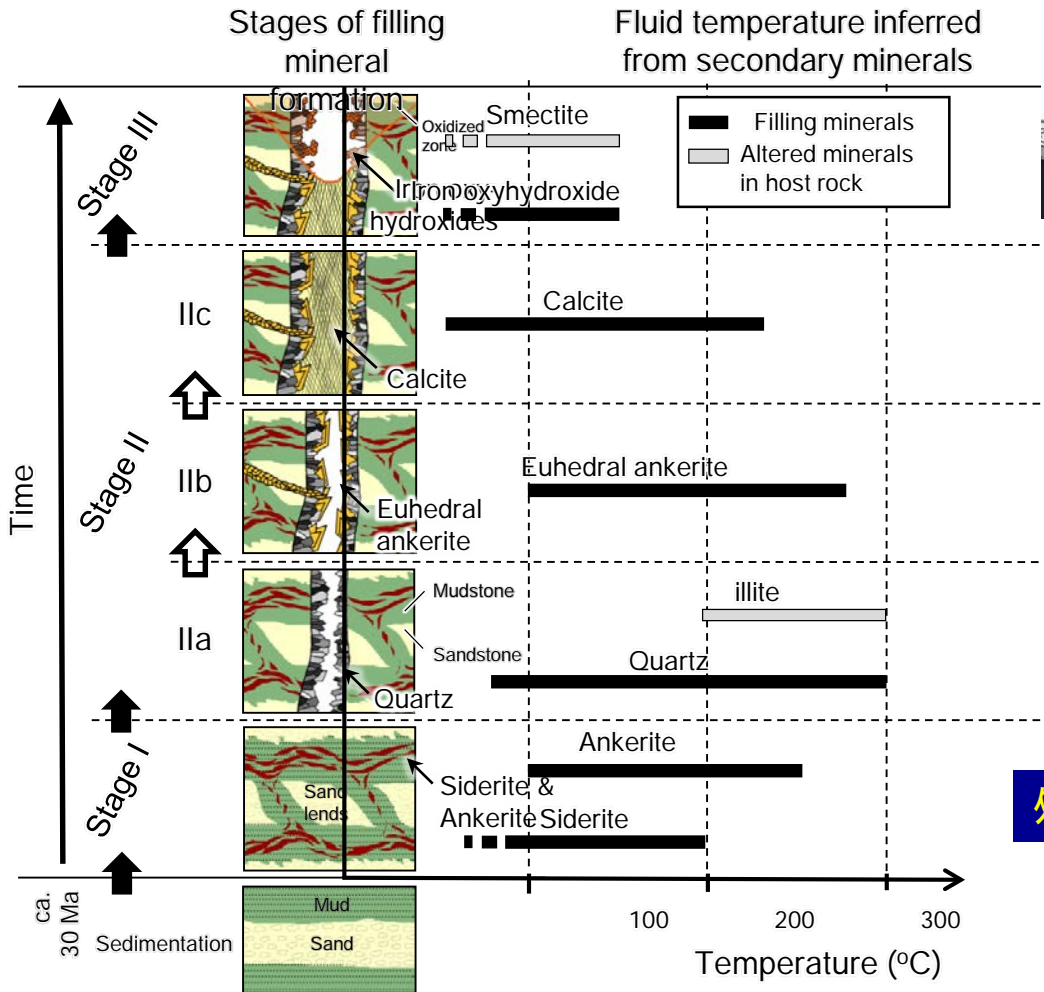 Stages of filling
mineral
formation
Fluid temperature inferred
from secondary minerals
Filling minerals
Altered minerals
in host rock
Time
Stage III
Oxidized
zone
Smectite
Iron oxyhydroxide
hydroxides
IIc
Calcite
Calcite
Stage II
IIb
Euhedral ankerite
Euhedral
ankerite
IIa
Mudstone
Sandstone
illite
Quartz
Quartz
Stage I
Sand
lends
Siderite &
Ankerite
Ankerite
Siderite
ca.
30 Ma
Sedimentation
Mud
Sand
100
200
300
Temperature (°C)